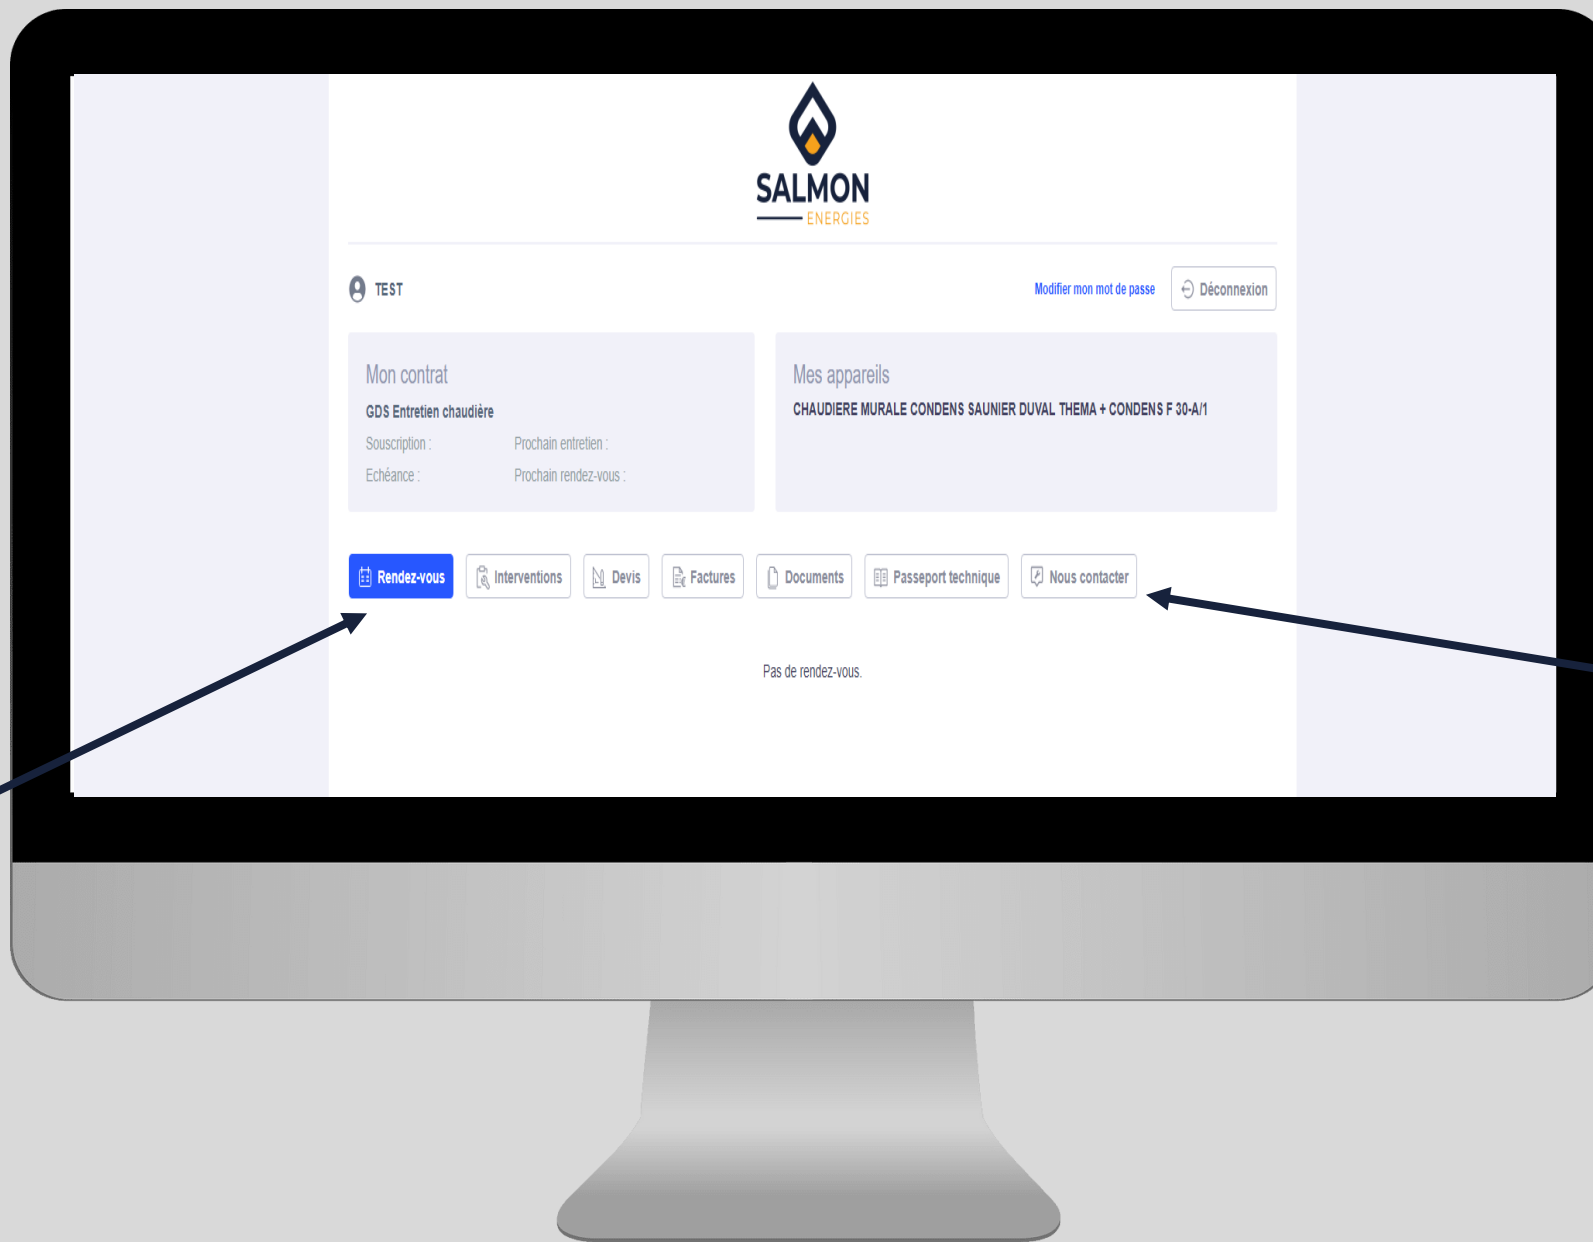 SALMON
ENERGIES
TEST
Modifier mon mot de passe
Déconnexion
Mon contrat
GDS Entretien chaudière
Souscription :
Prochain entretien :
Echéance :
Prochain rendez-vous :
Mes appareils
CHAUDIERE MURALE CONDENS SAUNIER DUVAL THEMA + CONDENS F 30-A/1
Rendez-vous
Interventions
Devis
Factures
Documents
Passeport technique
Nous contacter
Pas de rendez-vous.